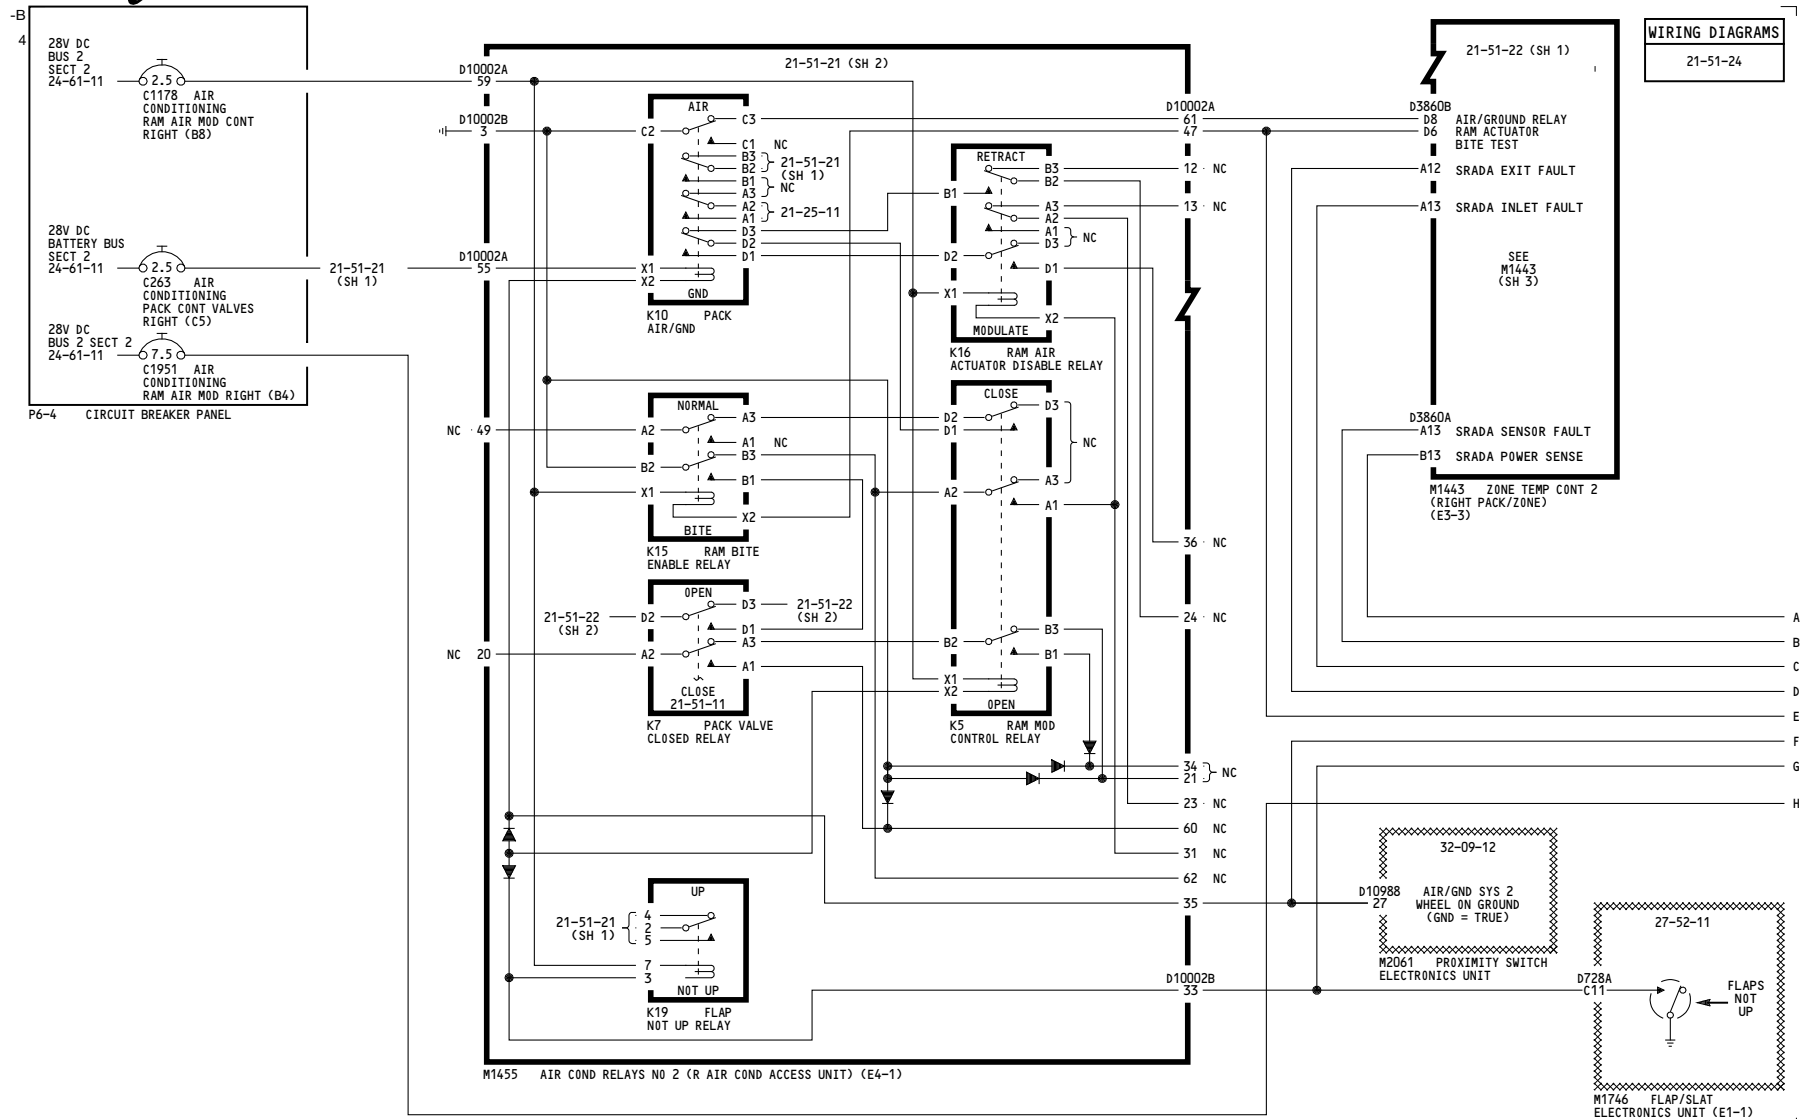 -B
4
28V DC
BUS 2
SECT 2
24-61-11
2.5
C1178 AIR
CONDITIONING
RAM AIR MOD CONT
RIGHT (B8)
28V DC
BATTERY BUS
SECT 2
24-61-11
2.5
C263 AIR
CONDITIONING
PACK CONT VALVES
RIGHT (C5)
28V DC
BUS 2 SECT 2
24-61-11
7.5
C1951 AIR
CONDITIONING
RAM AIR MOD RIGHT (B4)
P6-4 CIRCUIT BREAKER PANEL
21-51-21
(SH 1)
21-51-21 (SH 2)
D10002A
59
D10002B
3
D10002A
55
NC 49
NC 20
AIR
C2
C3
C1 NC
B3
B2
21-51-21
(SH 1)
B1
A3
NC
A2
A1
21-25-11
D3
D2
D1
X1
X2
GND
K10 PACK
AIR/GND
NORMAL
A2
A3
A1 NC
B3
B2
B1
X1
X2
BITE
K15 RAM BITE
ENABLE RELAY
OPEN
21-51-22
(SH 2)
D2
D3
21-51-22
(SH 2)
D1
A3
A2
A1
CLOSE
21-51-11
K7 PACK VALVE
CLOSED RELAY
UP
21-51-21
(SH 1)
4
2
5
7
3
NOT UP
K19 FLAP
NOT UP RELAY
RETRACT
B3
B2
B1
A3
A2
A1
D3
NC
D2
D1
X1
X2
MODULATE
K16 RAM AIR
ACTUATOR DISABLE RELAY
CLOSE
D3
D2
D1
NC
A3
A2
A1
B3
B2
B1
X1
X2
OPEN
K5 RAM MOD
CONTROL RELAY
D10002A
61
47
12 NC
13 NC
36 NC
24 NC
34
21
NC
23 NC
60 NC
31 NC
62 NC
35
D10002B
33
M1455 AIR COND RELAYS NO 2 (R AIR COND ACCESS UNIT) (E4-1)
21-51-22 (SH 1)
D3860B
D8 AIR/GROUND RELAY
D6 RAM ACTUATOR
BITE TEST
A12 SRADA EXIT FAULT
A13 SRADA INLET FAULT
SEE
M1443
(SH 3)
D3860A
A13 SRADA SENSOR FAULT
B13 SRADA POWER SENSE
M1443 ZONE TEMP CONT 2
(RIGHT PACK/ZONE)
(E3-3)
WIRING DIAGRAMS
21-51-24
A
B
C
D
E
F
G
H
32-09-12
D10988
27
AIR/GND SYS 2
WHEEL ON GROUND
(GND = TRUE)
M2061 PROXIMITY SWITCH
ELECTRONICS UNIT
27-52-11
D728A
C11
FLAPS
NOT
UP
M1746 FLAP/SLAT
ELECTRONICS UNIT (E1-1)